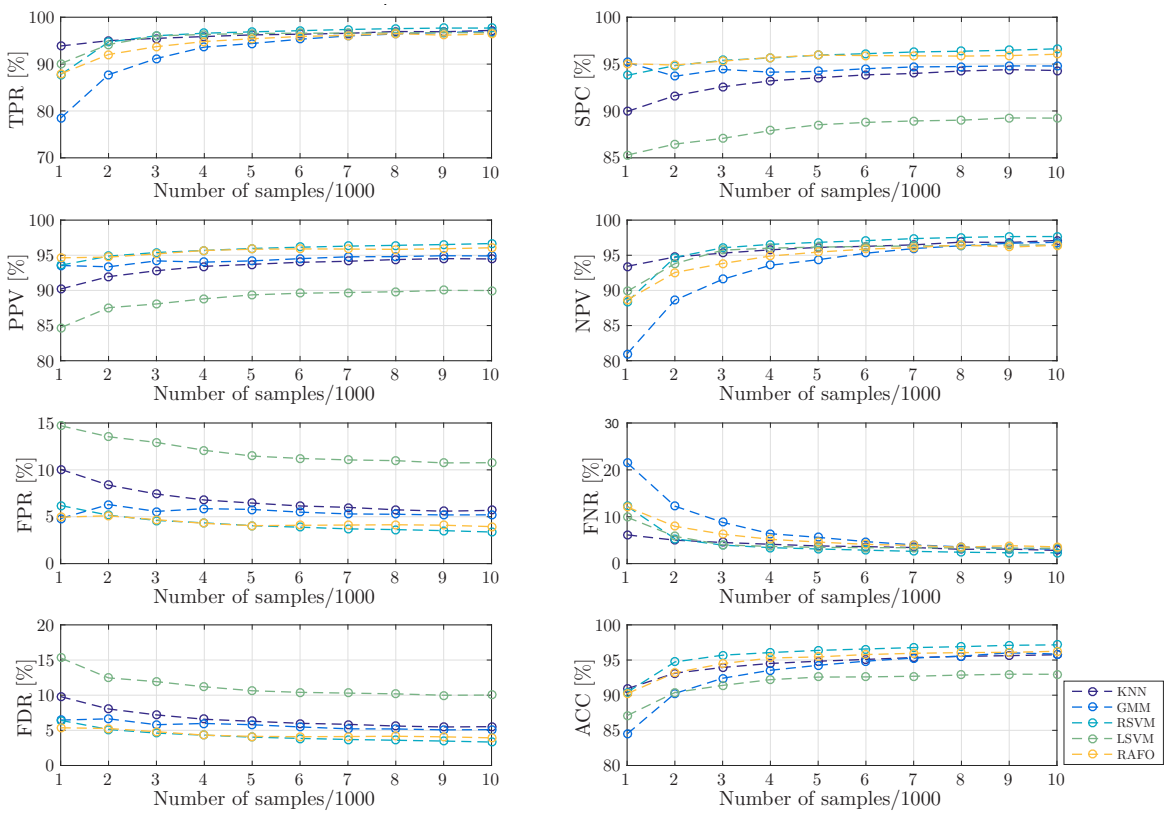 100
90
80
70
TPR [%]
1 2 3 4 5 6 7 8 9 10
Number of samples/1000
100
95
90
85
SPC [%]
1 2 3 4 5 6 7 8 9 10
Number of samples/1000
100
95
90
85
80
PPV [%]
1 2 3 4 5 6 7 8 9 10
Number of samples/1000
100
95
90
85
80
NPV [%]
1 2 3 4 5 6 7 8 9 10
Number of samples/1000
15
10
5
0
FPR [%]
1 2 3 4 5 6 7 8 9 10
Number of samples/1000
30
20
10
0
FNR [%]
1 2 3 4 5 6 7 8 9 10
Number of samples/1000
20
15
10
5
0
FDR [%]
1 2 3 4 5 6 7 8 9 10
Number of samples/1000
100
95
90
85
80
ACC [%]
1 2 3 4 5 6 7 8 9 10
Number of samples/1000
KNN
GMM
RSVM
LSVM
RAFO